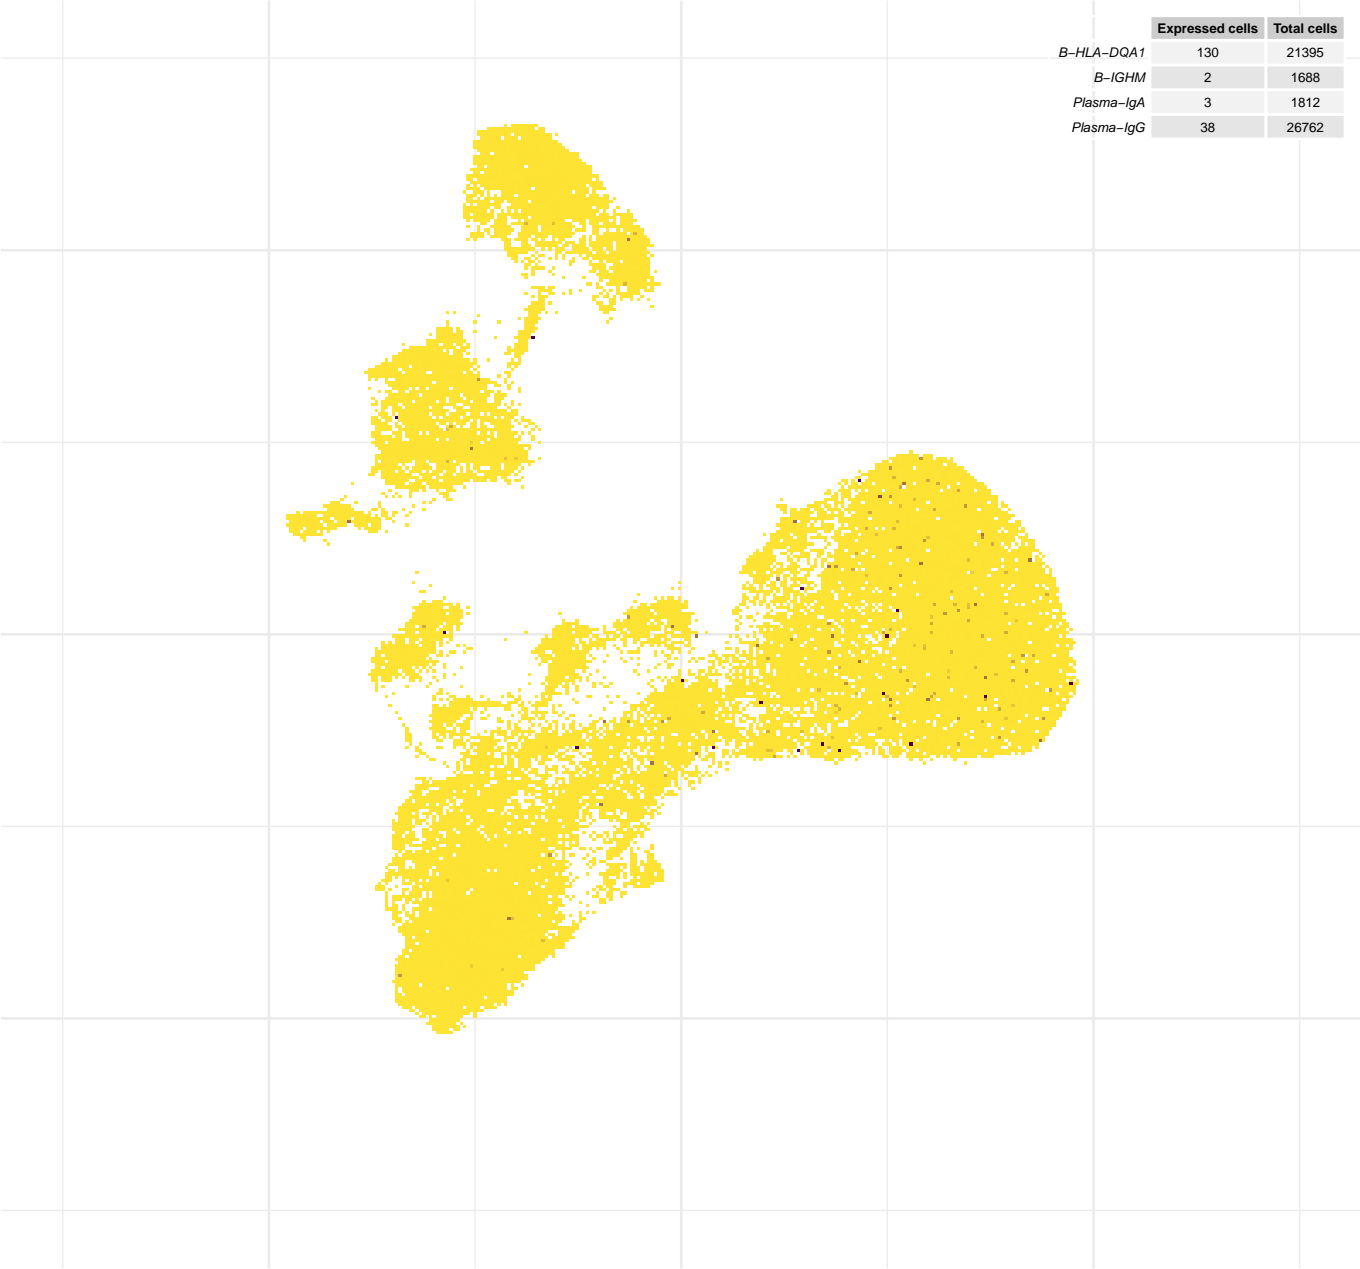 Expressed cells Total cells
B−HLA−DQA1 130 21395
B−IGHM 2 1688
Plasma−IgA 3 1812
Plasma−IgG 38 26762